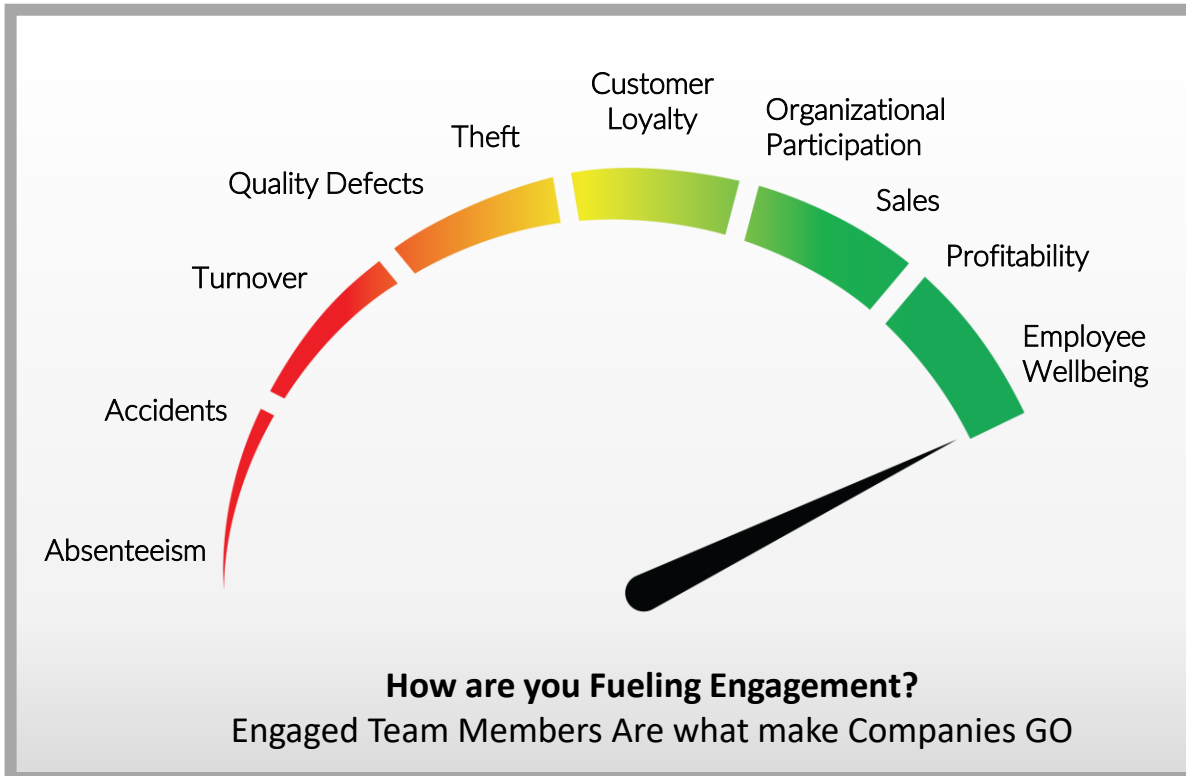 Customer
Loyalty
Organizational
Participation
Theft
Quality Defects
Sales
Profitability
Turnover
Employee
Wellbeing
Accidents
Absenteeism
How are you Fueling Engagement?
Engaged Team Members Are what make Companies GO